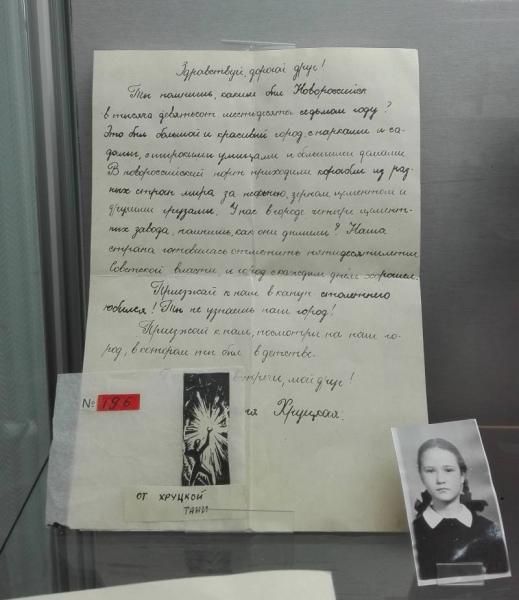 Здравствуй, дорогой друг!
Ты помнишь, каким был Новороссийск
в тысяча девятьсот шестьдесят седьмом году?
Это был большой и красивый город, с парками и са-
дами, с широкими улицами и большими домами.
В новороссийский порт приходили корабли из раз-
ных стран мира за нефтью, зерном, цементом и
другими грузами. У нас в городе четыре цемент-
ных завода, помнишь, как они дымили? Наша
страна готовилась отметить пятидесятилетие
Советской власти, и город с каждым днём хорошел.
Приезжай к нам в канун столетнего
юбилея! Ты не узнаешь наш город!
Приезжай к нам, посмотри на наш го-
род, в котором ты был в детстве.
встречи, мой друг!
Хруцкая.
№ 196
ОТ ХРУЦКОЙ
ТАНИ